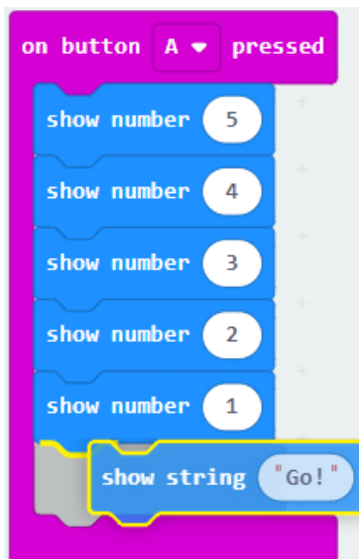 on button A pressed
show number 5
show number 4
show number 3
show number 2
show number 1
show string "Go!"